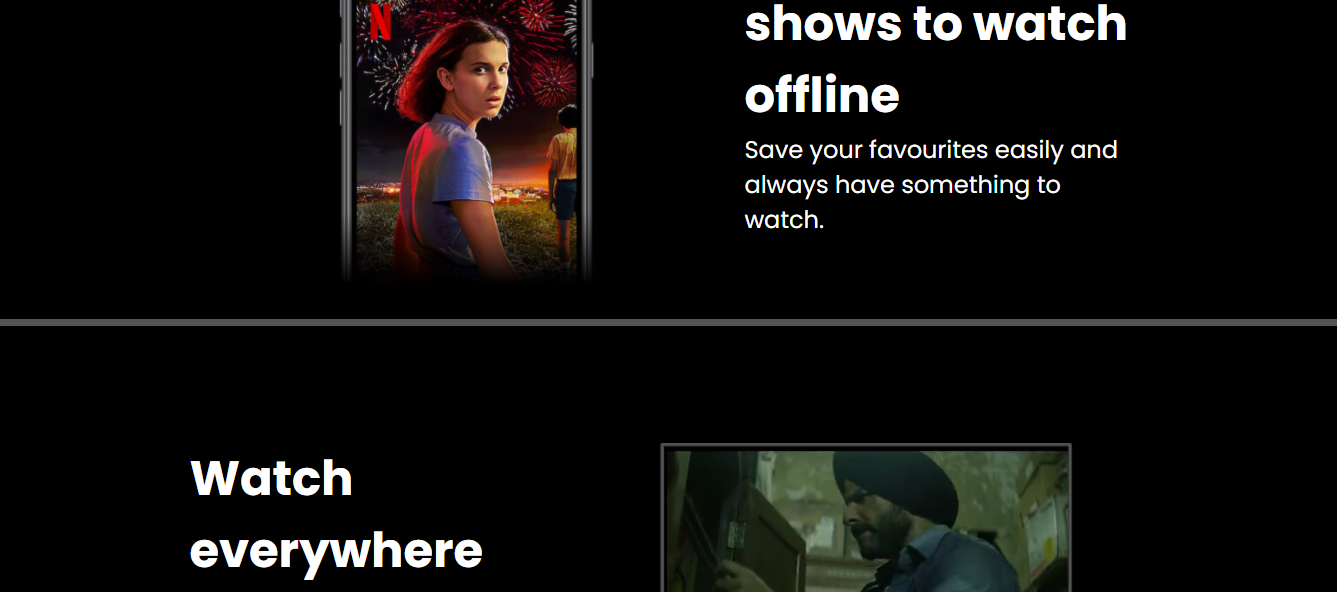 N
shows to watch
offline
Save your favourites easily and
always have something to
watch.
Watch
everywhere